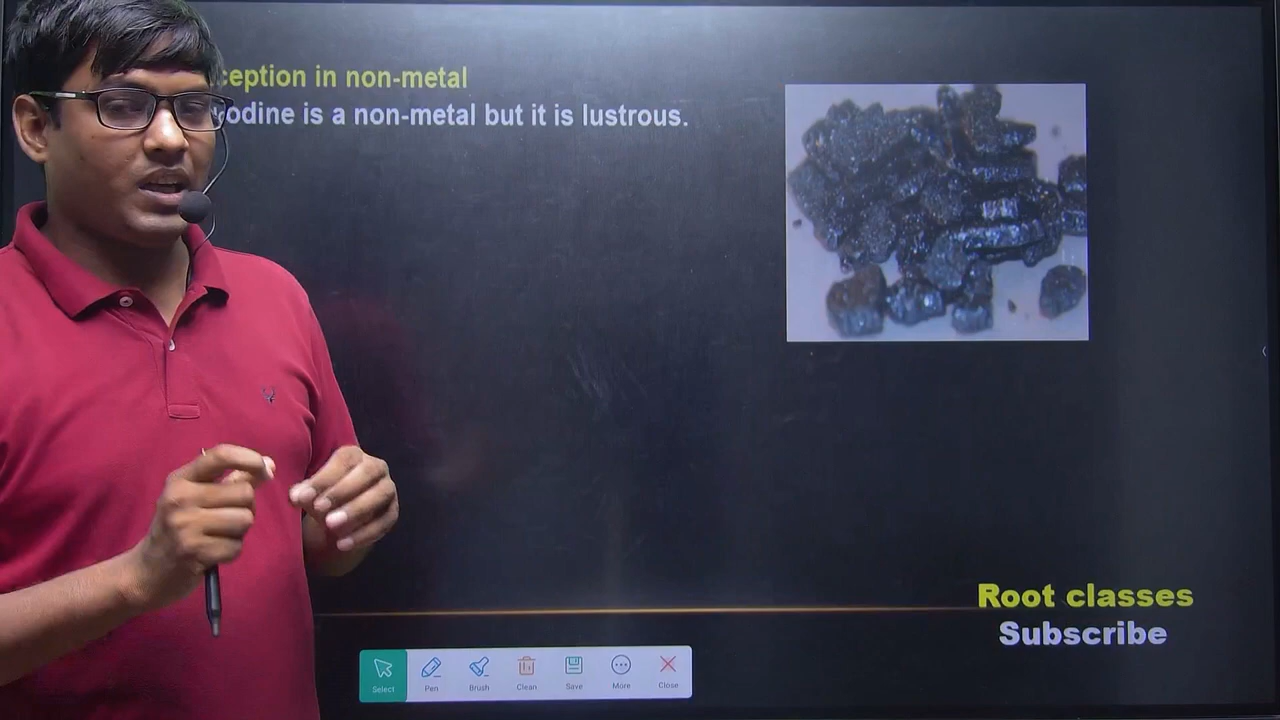 ception in non-metal
odine is a non-metal but it is lustrous.
Root classes
Subscribe
Select Pen Brush Clean Save More Close